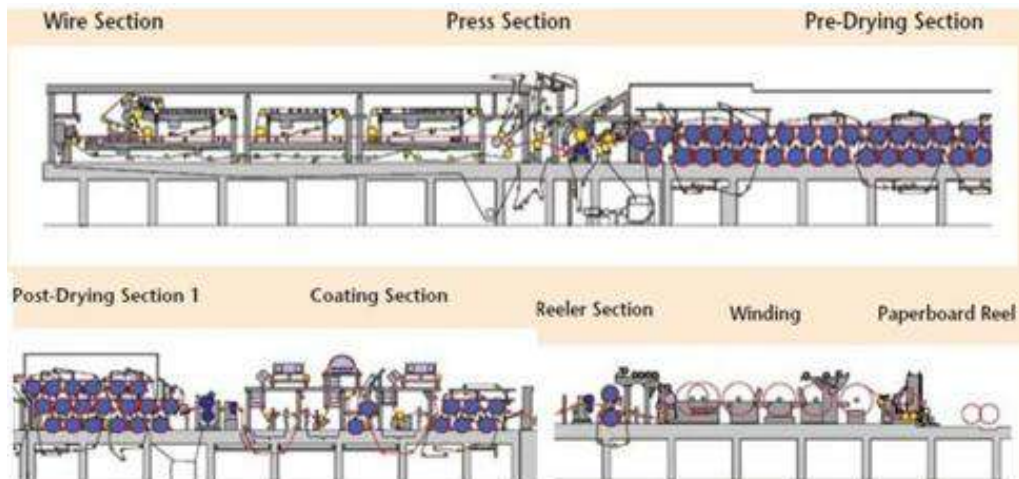 Wire Section
Press Section
Pre-Drying Section
Post-Drying Section 1
Coating Section
Reeler Section
Winding
Paperboard Reel